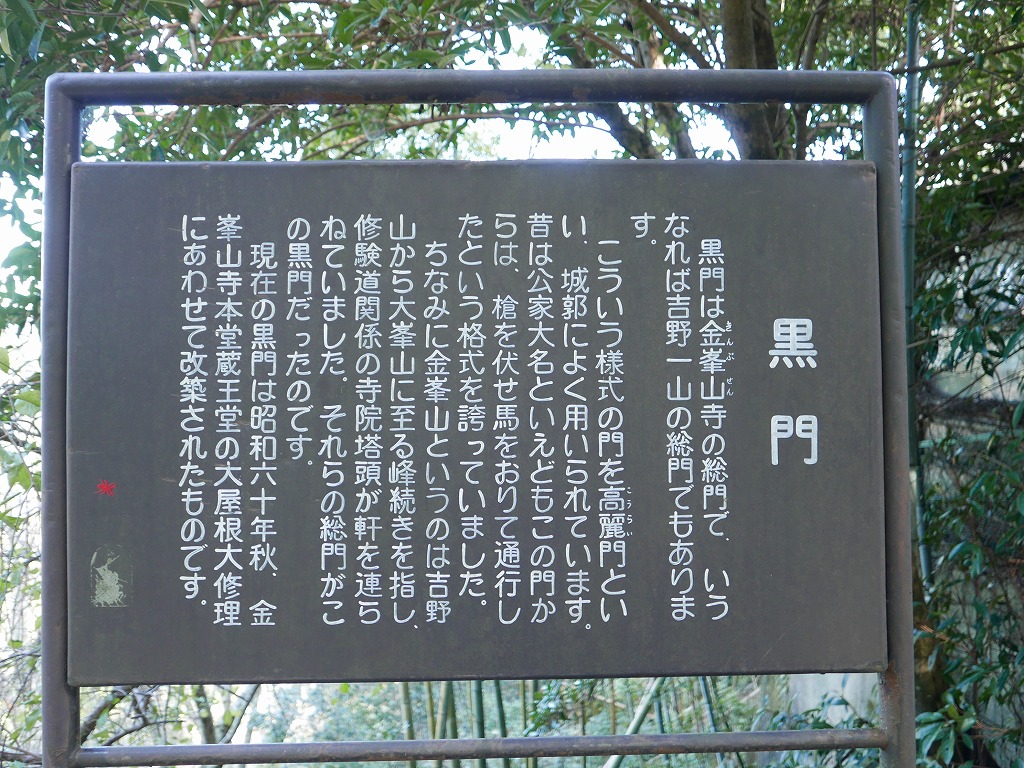 黒門
黒門は金峯山寺の総門で、いう
きんぶせん
なれば吉野一山の総門でもありま
す。
こういう様式の門を高麗門とい
こうらい
い、城郭によく用いられています。
昔は公家大名といえどもこの門か
らは、槍を伏せ馬をおりて通行し
たという格式を誇っていました。
ちなみに金峯山というのは吉野
山から大峯山に至る峰続きを指し、
修験道関係の寺院塔頭が軒を連ら
ねていました。それらの総門がこ
の黒門だったのです。
現在の黒門は昭和六十年秋、金
峯山寺本堂蔵王堂の大屋根大修理
にあわせて改築されたものです。